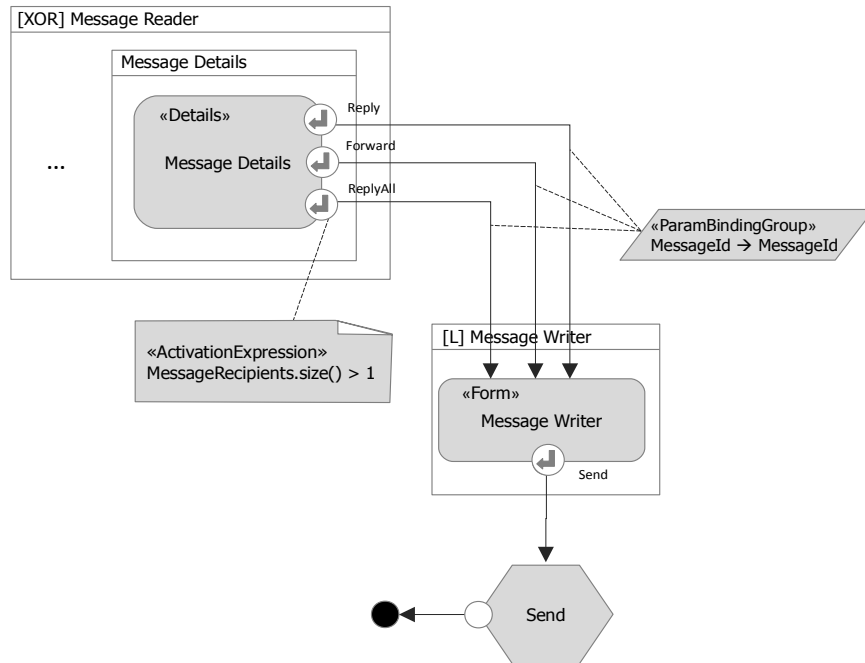 [XOR] Message Reader
Message Details
«Details»
Message Details
...
Reply
Forward
ReplyAll
«ParamBindingGroup»
MessageId → MessageId
«ActivationExpression»
MessageRecipients.size() > 1
[L] Message Writer
«Form»
Message Writer
Send
Send